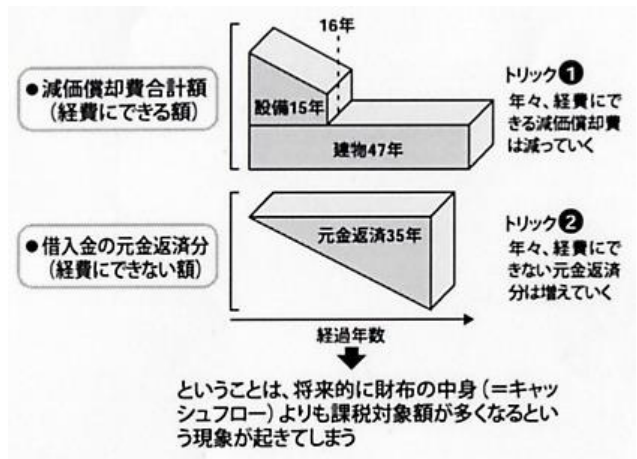 16年
●減価償却費合計額
(経費にできる額)
設備15年
建物47年
トリック❶
年々、経費にで
きる減価償却費
は減っていく
●借入金の元金返済分
(経費にできない額)
元金返済35年
トリック❷
年々、経費にで
きない元金返済
分は増えていく
経過年数
ということは、将来的に財布の中身(=キャッ
シュフロー)よりも課税対象額が多くなるとい
う現象が起きてしまう